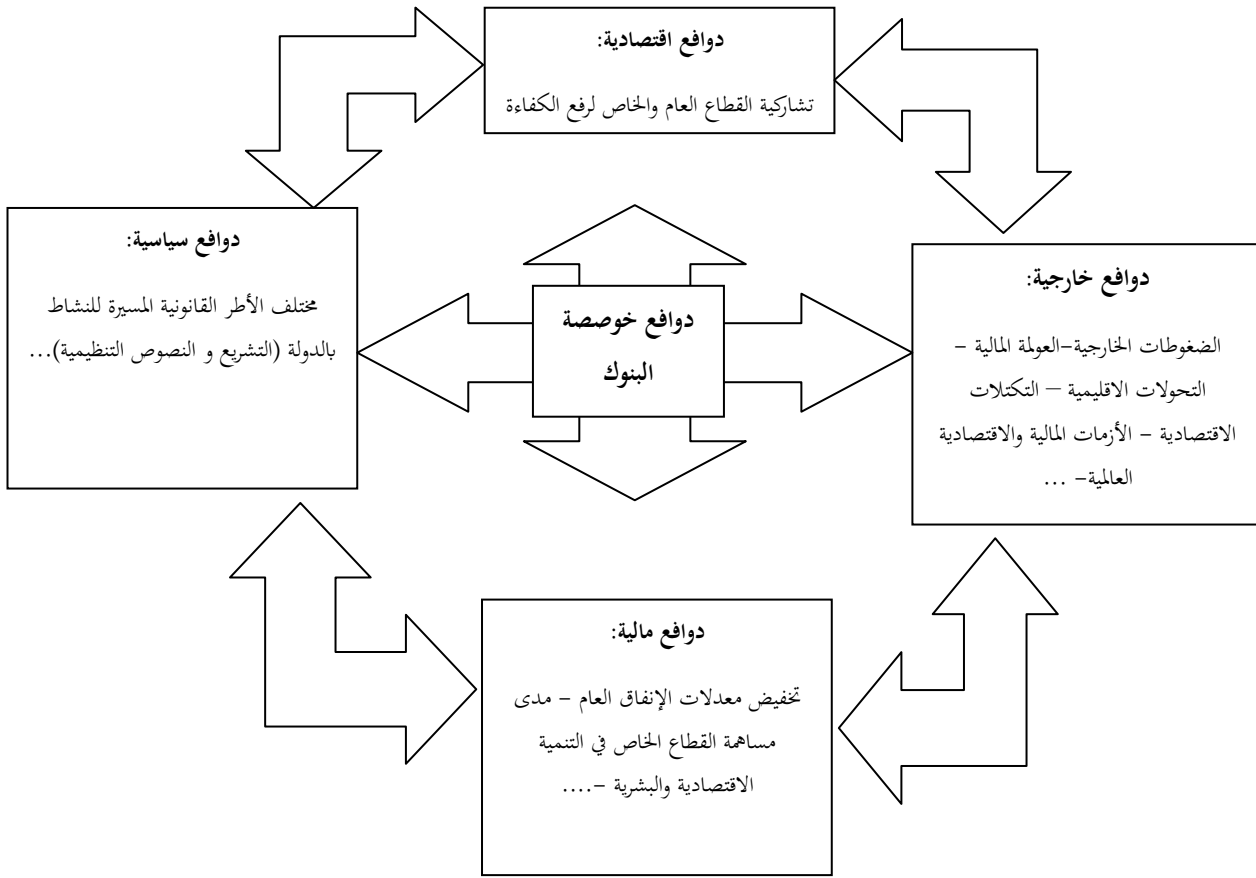 دوافع اقتصادية:
تشاركية القطاع العام والخاص لرفع الكفاءة
دوافع خارجية:
الضغوطات الخارجية-العولمة المالية –
التحولات الاقليمية – التكتلات
الاقتصادية – الأزمات المالية والاقتصادية
العالمية- ...
دوافع خوصصة
البنوك
دوافع سياسية:
مختلف الأطر القانونية المسيرة للنشاط
بالدولة (التشريع و النصوص التنظيمية)...
دوافع مالية:
تخفيض معدلات الإنفاق العام – مدى
مساهمة القطاع الخاص في التنمية
الاقتصادية والبشرية -....